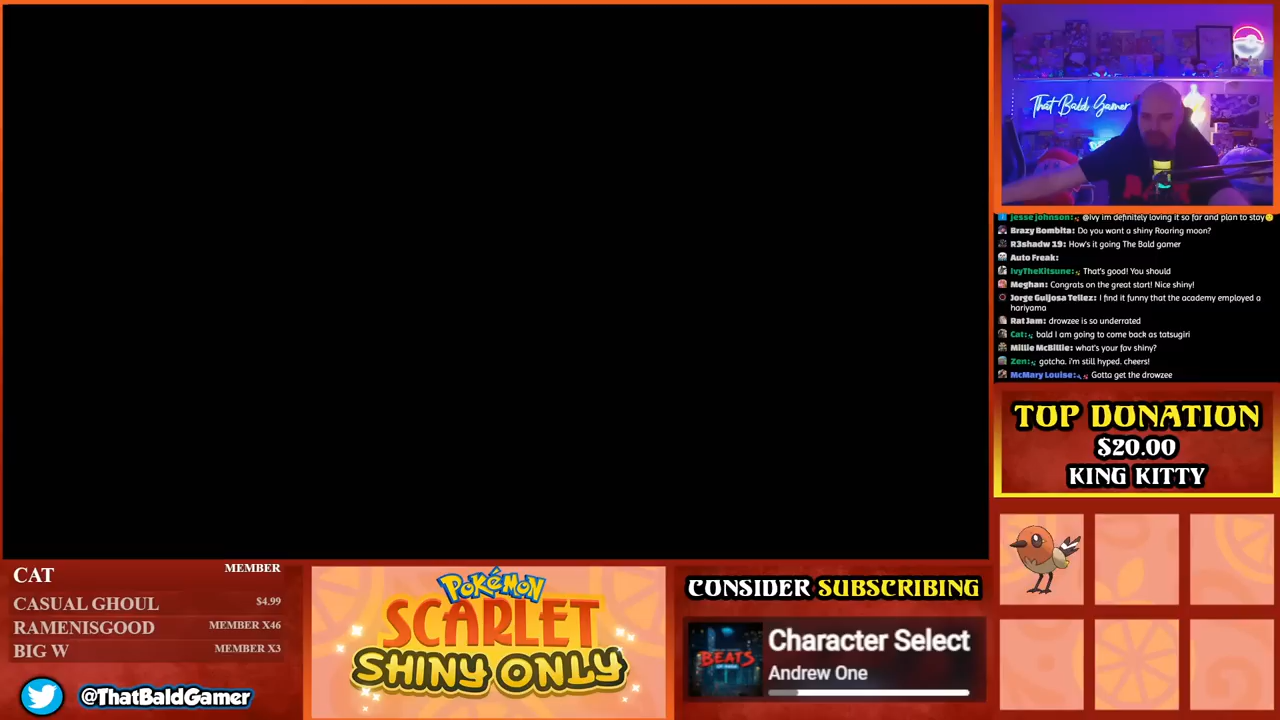 That Bald Gamer
Jesse Johnson: @Ivy im definitely loving it so far and plan to stay
Brazy Bombita: Do you want a shiny Roaring moon?
R3shadw 19: How's it going The Bald gamer
Auto Freak:
IvyTheKitsune: That's good! You should
Meghan: Congrats on the great start! Nice shiny!
Jorge Guijosa Tellez: I find it funny that the academy employed a
hariyama
Rat Jam: drowzee is so underrated
Cat: bald I am going to come back as tatsugiri
Millie McBillie: what's your fav shiny?
Zen: gotcha, i'm still hyped. cheers!
McMary Louise: Gotta get the drowzee
TOP DONATION
$20.00
KING KITTY
CAT MEMBER
CASUAL GHOUL $4.99
RAMENISGOOD MEMBER X46
BIG W MEMBER X3
@ThatBaldGamer
POKÉMON
SCARLET
SHINY ONLY
CONSIDER SUBSCRIBING
BEATS
Character Select
Andrew One